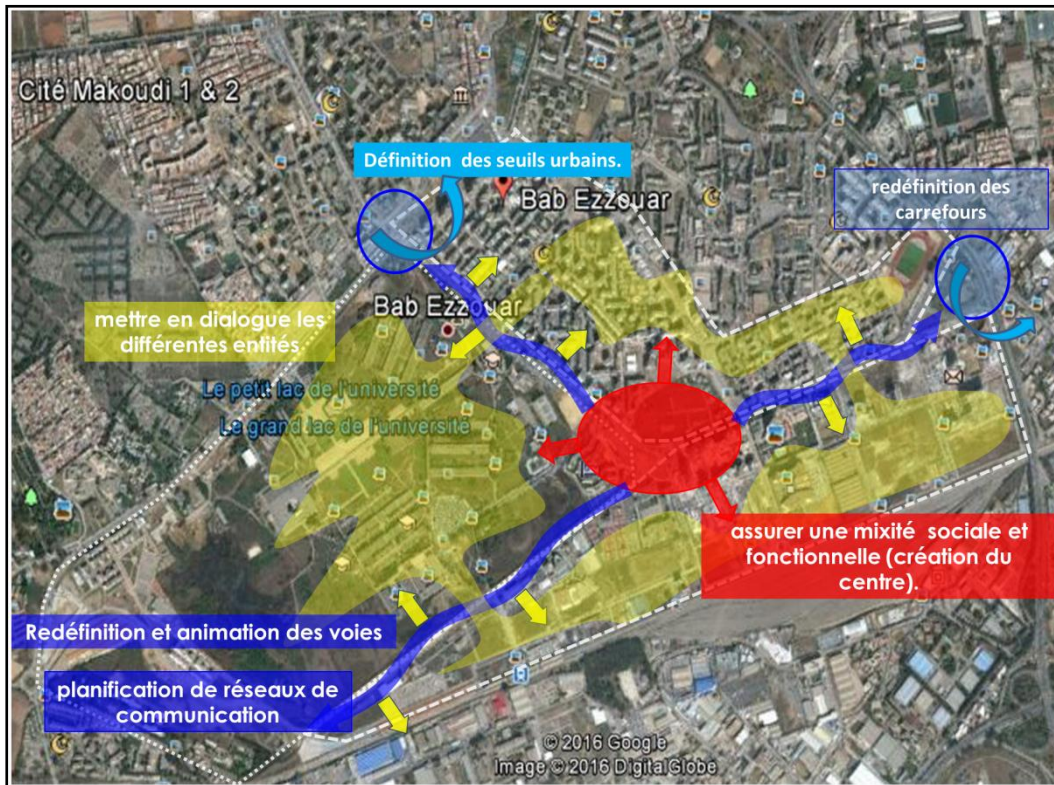 Cité Makoudi 1 & 2
Définition des seuils urbains.
Bab Ezzouar
redéfinition des
carrefours
mettre en dialogue les
différentes entités
Bab Ezzouar
Le petit lac de l'université
Le grand lac de l'université
assurer une mixité sociale et
fonctionnelle (création du
centre).
Redéfinition et animation des voies
planification de réseaux de
communication
© 2016 Google
Image © 2016 DigitalGlobe